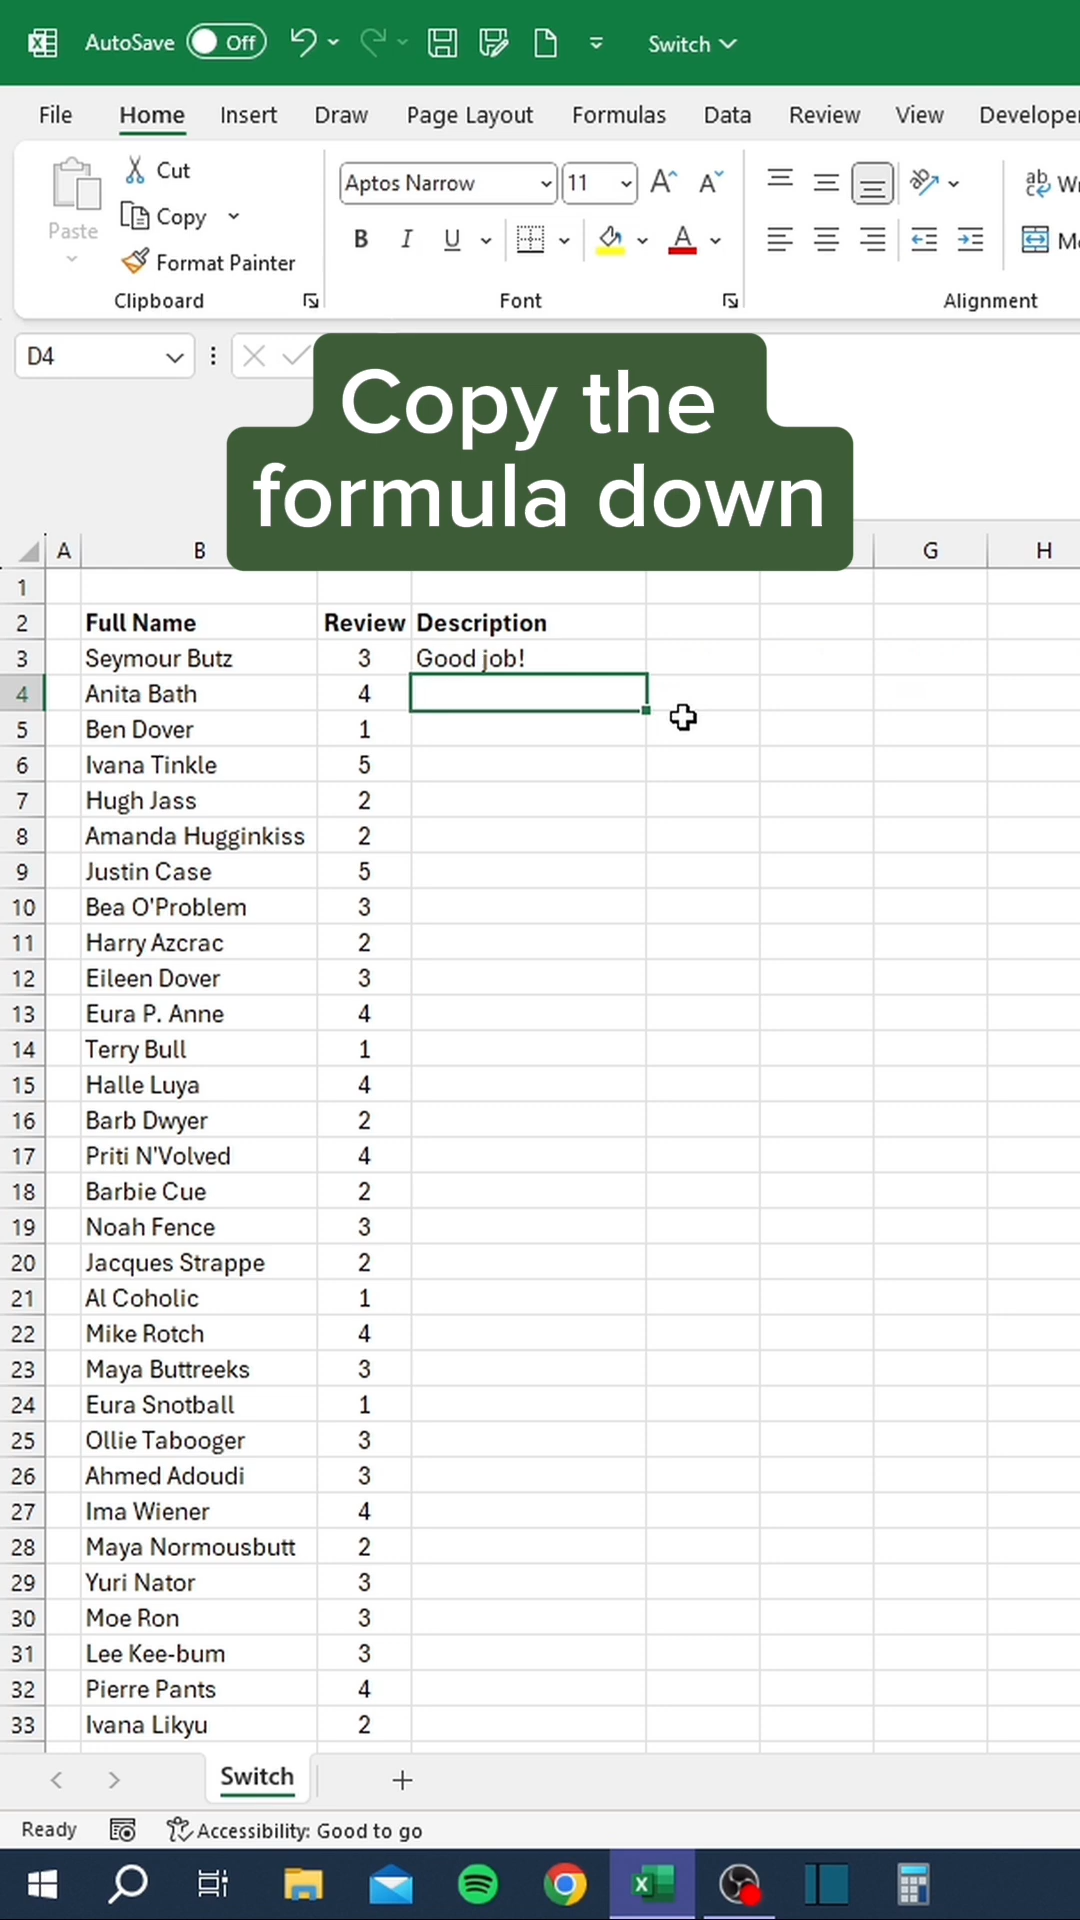 AutoSave Off Switch
File Home Insert Draw Page Layout Formulas Data Review View Developer
Paste
Cut
Copy
Format Painter
Clipboard
Aptos Narrow 11 A A
B I U A
Font
ab
c
Alignment
D4
Copy the
formula down
A B G H
1
2 Full Name Review Description
3 Seymour Butz 3 Good job!
4 Anita Bath 4
5 Ben Dover 1
6 Ivana Tinkle 5
7 Hugh Jass 2
8 Amanda Hugginkiss 2
9 Justin Case 5
10 Bea O'Problem 3
11 Harry Azcrac 2
12 Eileen Dover 3
13 Eura P. Anne 4
14 Terry Bull 1
15 Halle Luya 4
16 Barb Dwyer 2
17 Priti N'Volved 4
18 Barbie Cue 2
19 Noah Fence 3
20 Jacques Strappe 2
21 Al Coholic 1
22 Mike Rotch 4
23 Maya Buttreeks 3
24 Eura Snotball 1
25 Ollie Tabooger 3
26 Ahmed Adoudi 3
27 Ima Wiener 4
28 Maya Normousbutt 2
29 Yuri Nator 3
30 Moe Ron 3
31 Lee Kee-bum 3
32 Pierre Pants 4
33 Ivana Likyu 2
Switch
Ready Accessibility: Good to go